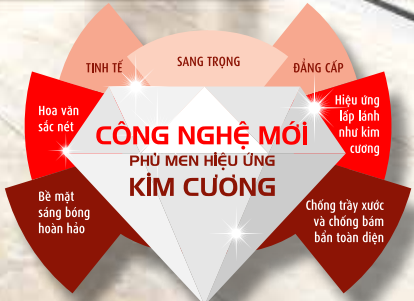 TINH TẾ
SANG TRỌNG
ĐẲNG CẤP
Hoa văn
sắc nét
Hiệu ứng
lấp lánh
như kim
cương
CÔNG NGHỆ MỚI
PHỦ MEN HIỆU ỨNG
KIM CƯƠNG
Bề mặt
sáng bóng
hoàn hảo
Chống trầy xước
và chống bám
bẩn toàn diện